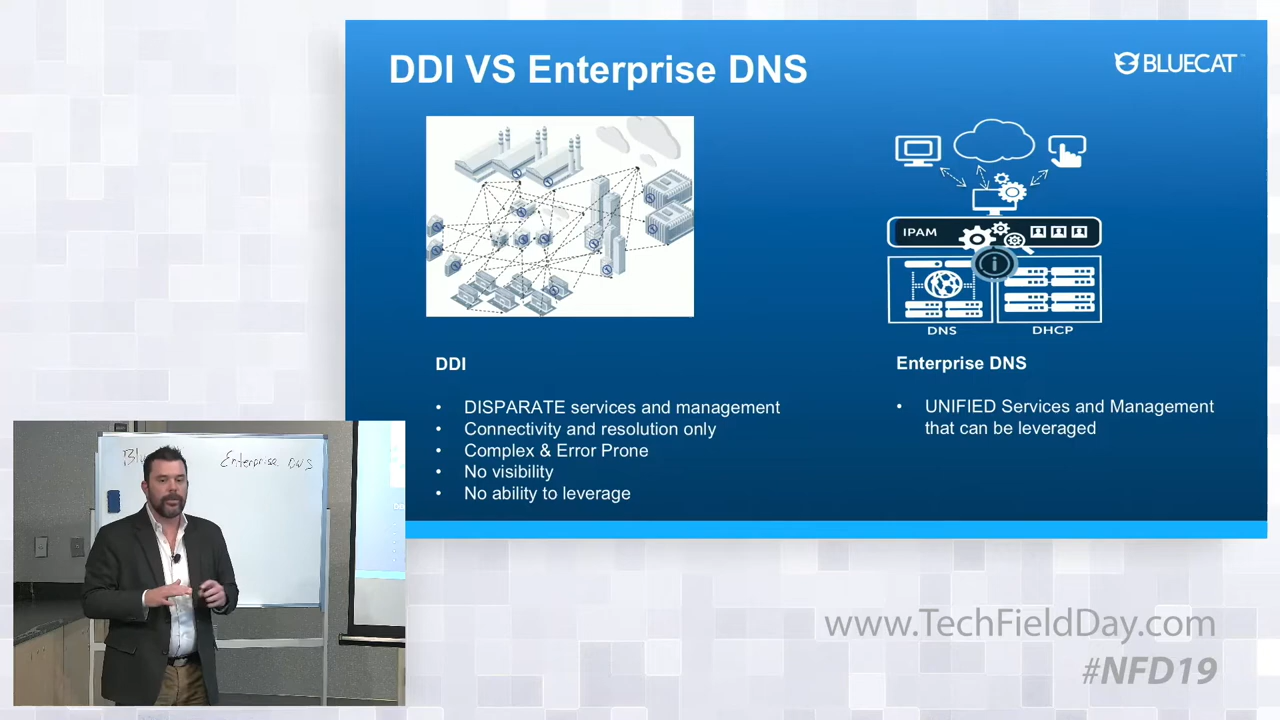 DDI VS Enterprise DNS
BLUECAT™
IPAM
i
DNS
DHCP
DDI
• DISPARATE services and management
• Connectivity and resolution only
• Complex & Error Prone
• No visibility
• No ability to leverage
Enterprise DNS
• UNIFIED Services and Management
that can be leveraged
Enterprise DNS
www.TechFieldDay.com
#NFD19